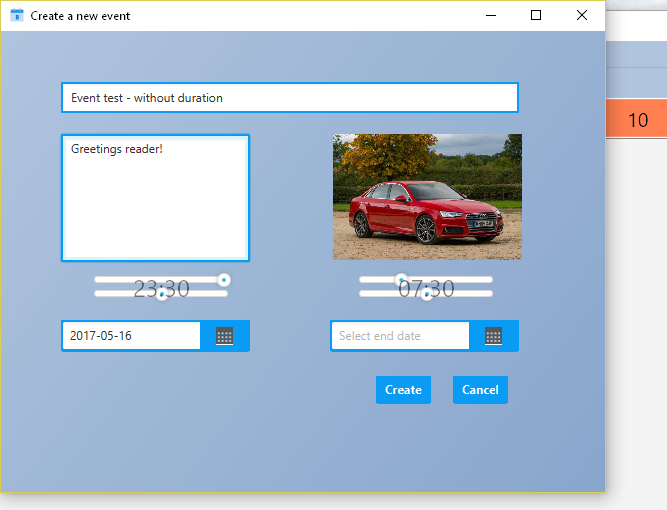 Create a new event
Event test - without duration
10
Greetings reader!
23:30
07:30
2017-05-16
Select end date
Create
Cancel